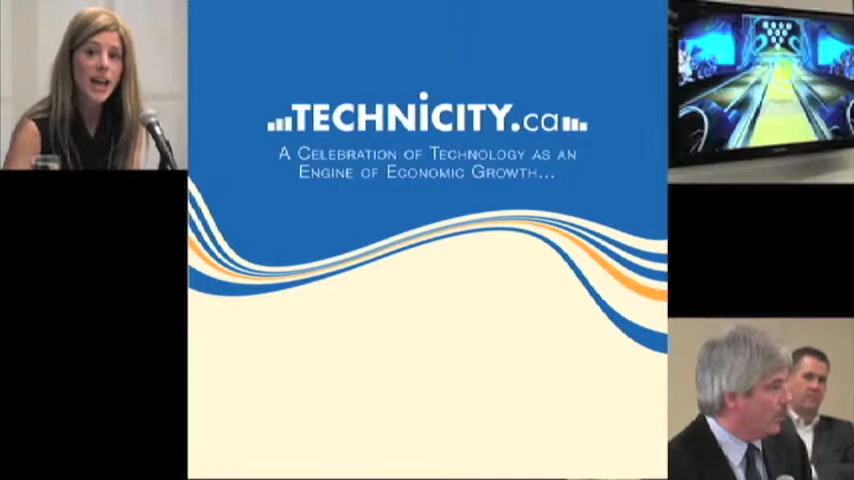 TECHNiCITY.ca
A CELEBRATION OF TECHNOLOGY AS AN
ENGINE OF ECONOMIC GROWTH...